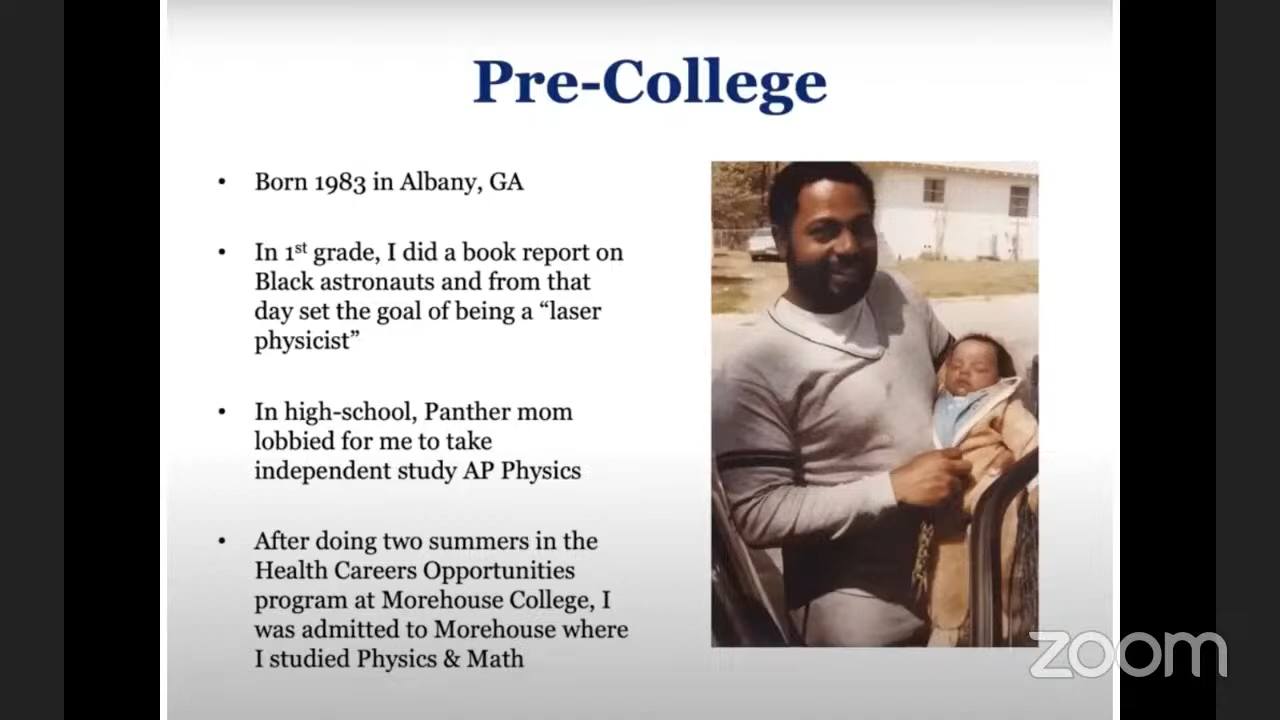 Pre-College
• Born 1983 in Albany, GA
• In 1st grade, I did a book report on
Black astronauts and from that
day set the goal of being a “laser
physicist”
• In high-school, Panther mom
lobbied for me to take
independent study AP Physics
• After doing two summers in the
Health Careers Opportunities
program at Morehouse College, I
was admitted to Morehouse where
I studied Physics & Math
zoom